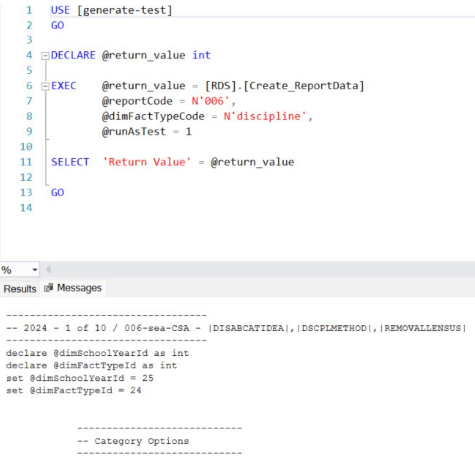 1 USE [generate-test]
2 GO
3
4 DECLARE @return_value int
5
6 EXEC @return_value = [RDS].[Create_ReportData]
7 @reportCode = N'006',
8 @dimFactTypeCode = N'discipline',
9 @runAsTest = 1
10
11 SELECT 'Return Value' = @return_value
12
13 GO
14
%
Results Messages
----------------------------------
-- 2024 - 1 of 10 / 006-sea-CSA - |DISABCATIDEA|,|DSCPLMETHOD|,|REMOVALLENSUS|
----------------------------------
declare @dimSchoolYearId as int
declare @dimFactTypeId as int
set @dimSchoolYearId = 25
set @dimFactTypeId = 24
----------------------------
-- Category Options
----------------------------